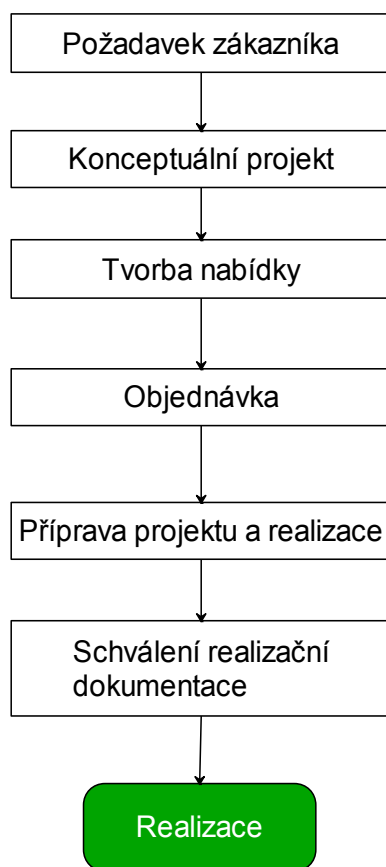 Požadavek zákazníka
Konceptuální projekt
Tvorba nabídky
Objednávka
Příprava projektu a realizace
Schválení realizační
dokumentace
Realizace